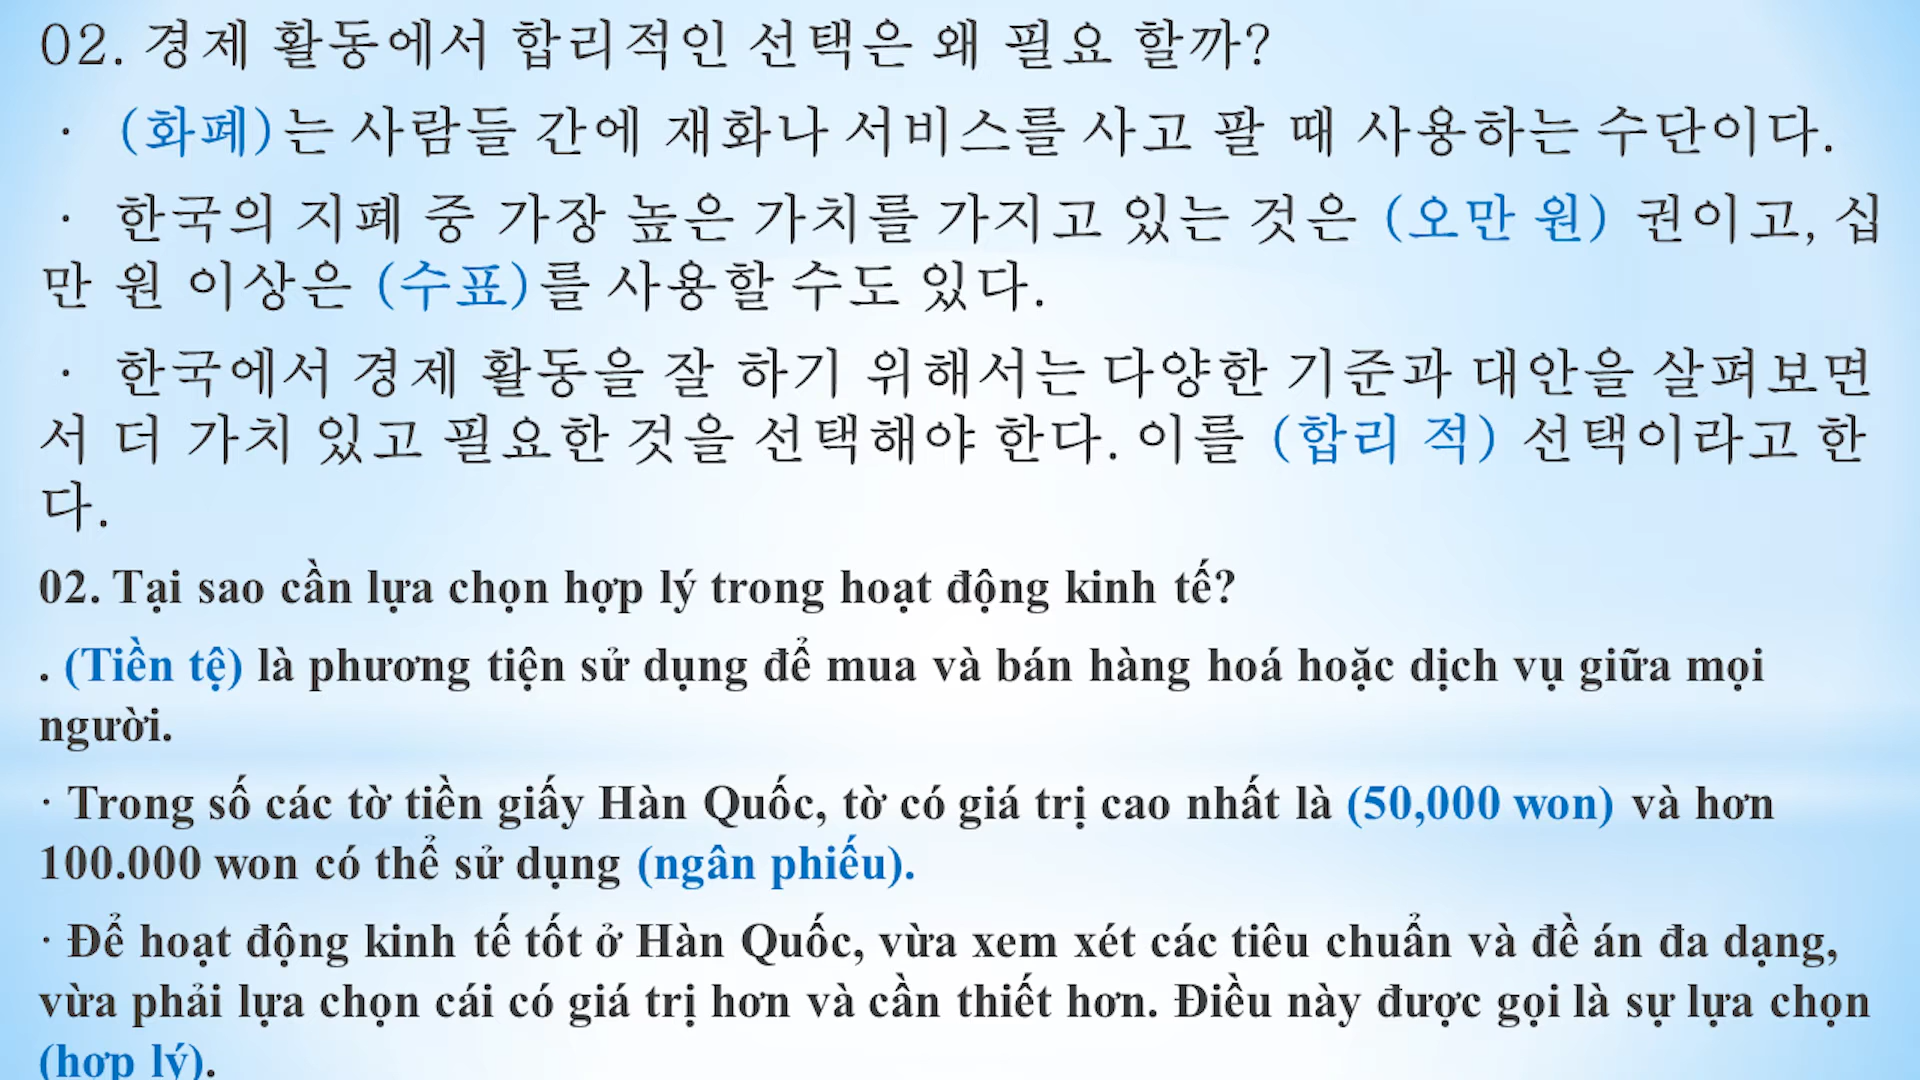 02. 경제 활동에서 합리적인 선택은 왜 필요 할까?
· (화폐)는 사람들 간에 재화나 서비스를 사고 팔 때 사용하는 수단이다.
· 한국의 지폐 중 가장 높은 가치를 가지고 있는 것은 (오만 원) 권이고, 십
만 원 이상은 (수표)를 사용할 수도 있다.
· 한국에서 경제 활동을 잘 하기 위해서는 다양한 기준과 대안을 살펴보면
서 더 가치 있고 필요한 것을 선택해야 한다. 이를 (합리 적) 선택이라고 한
다.
02. Tại sao cần lựa chọn hợp lý trong hoạt động kinh tế?
. (Tiền tệ) là phương tiện sử dụng để mua và bán hàng hoá hoặc dịch vụ giữa mọi
người.
· Trong số các tờ tiền giấy Hàn Quốc, tờ có giá trị cao nhất là (50,000 won) và hơn
100.000 won có thể sử dụng (ngân phiếu).
· Để hoạt động kinh tế tốt ở Hàn Quốc, vừa xem xét các tiêu chuẩn và đề án đa dạng,
vừa phải lựa chọn cái có giá trị hơn và cần thiết hơn. Điều này được gọi là sự lựa chọn
(hợp lý).